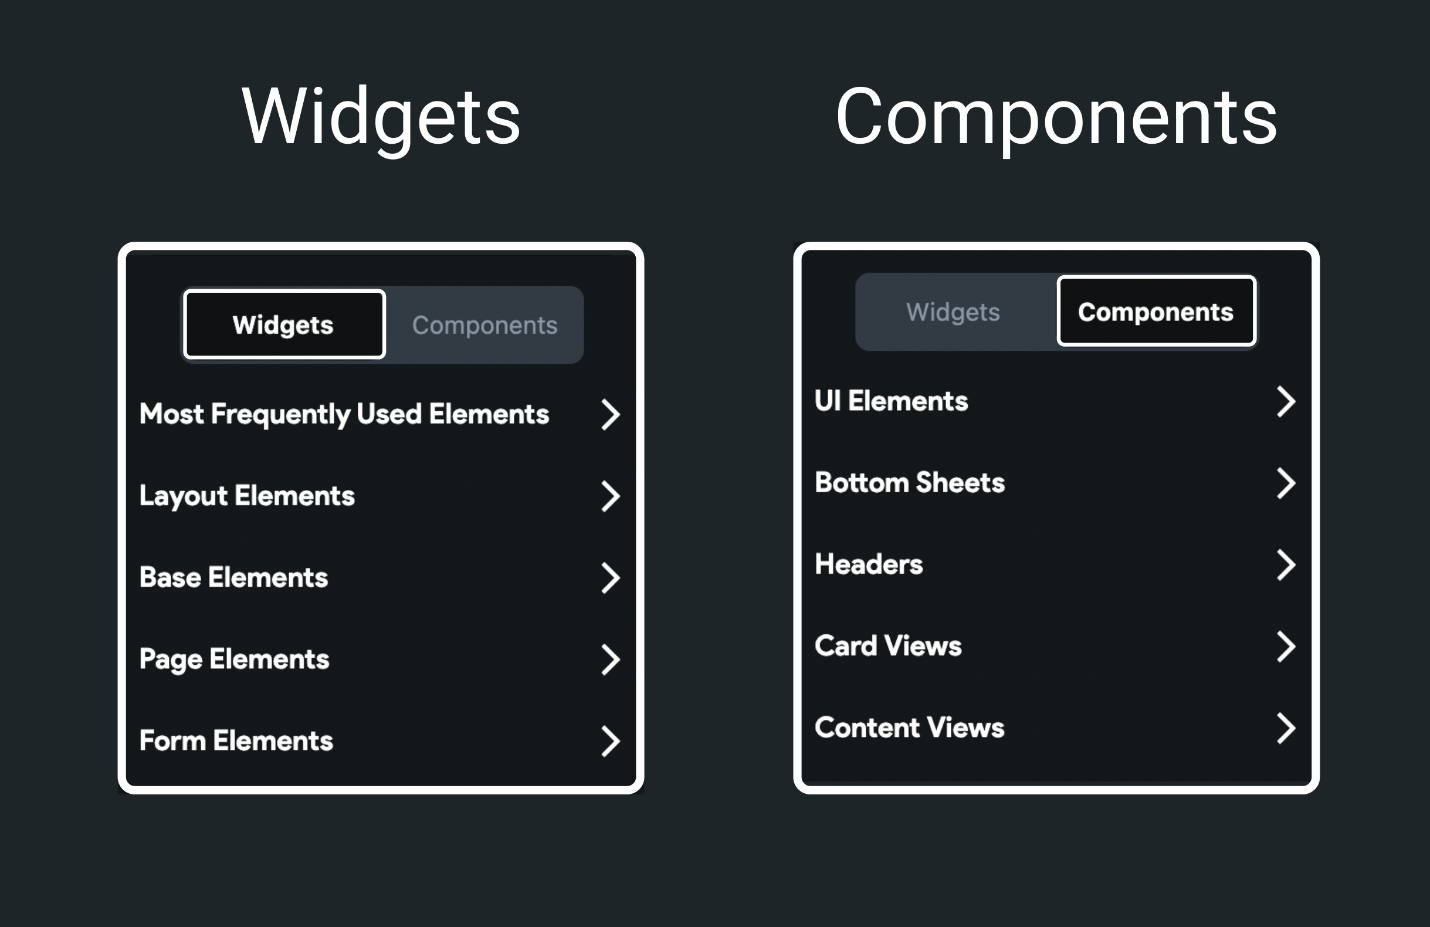 Widgets
Widgets Components
Most Frequently Used Elements
Layout Elements
Base Elements
Page Elements
Form Elements
Components
Widgets Components
UI Elements
Bottom Sheets
Headers
Card Views
Content Views